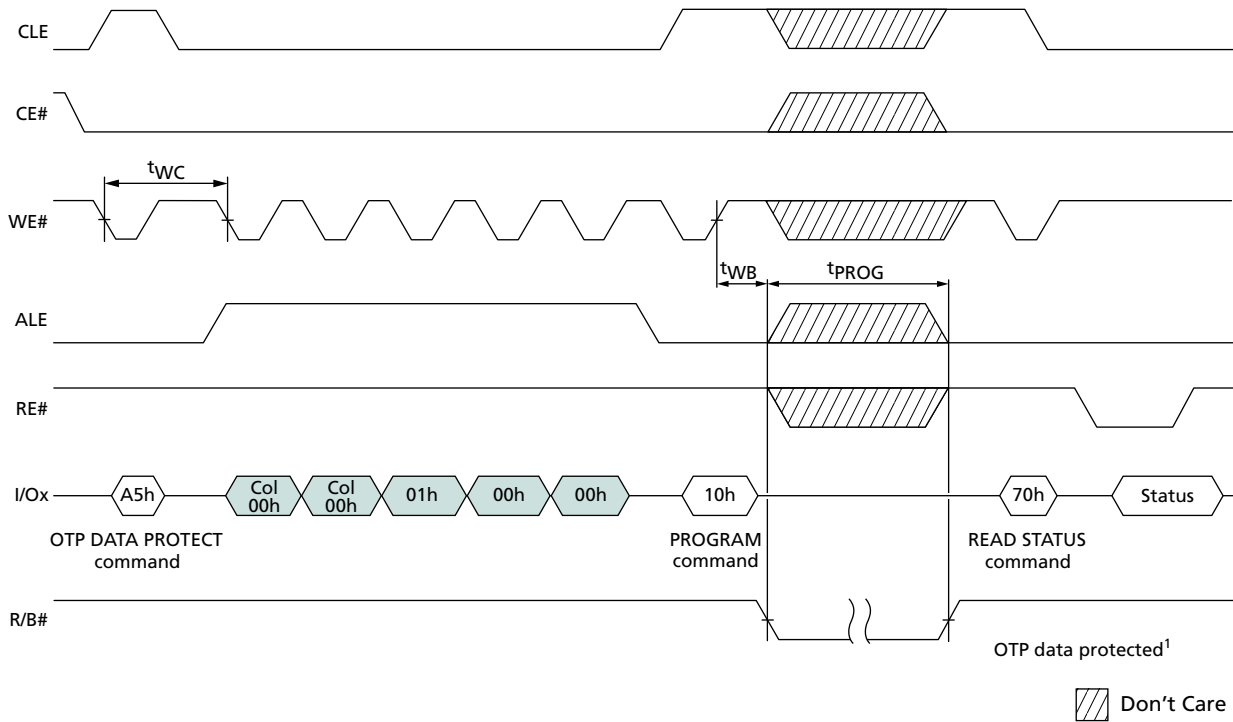 CLE
CE#
tWC
WE#
tWB
tPROG
ALE
RE#
I/Ox
A5h
Col
00h
Col
00h
01h
00h
00h
10h
70h
Status
OTP DATA PROTECT
command
PROGRAM
command
READ STATUS
command
R/B#
OTP data protected1
Don't Care